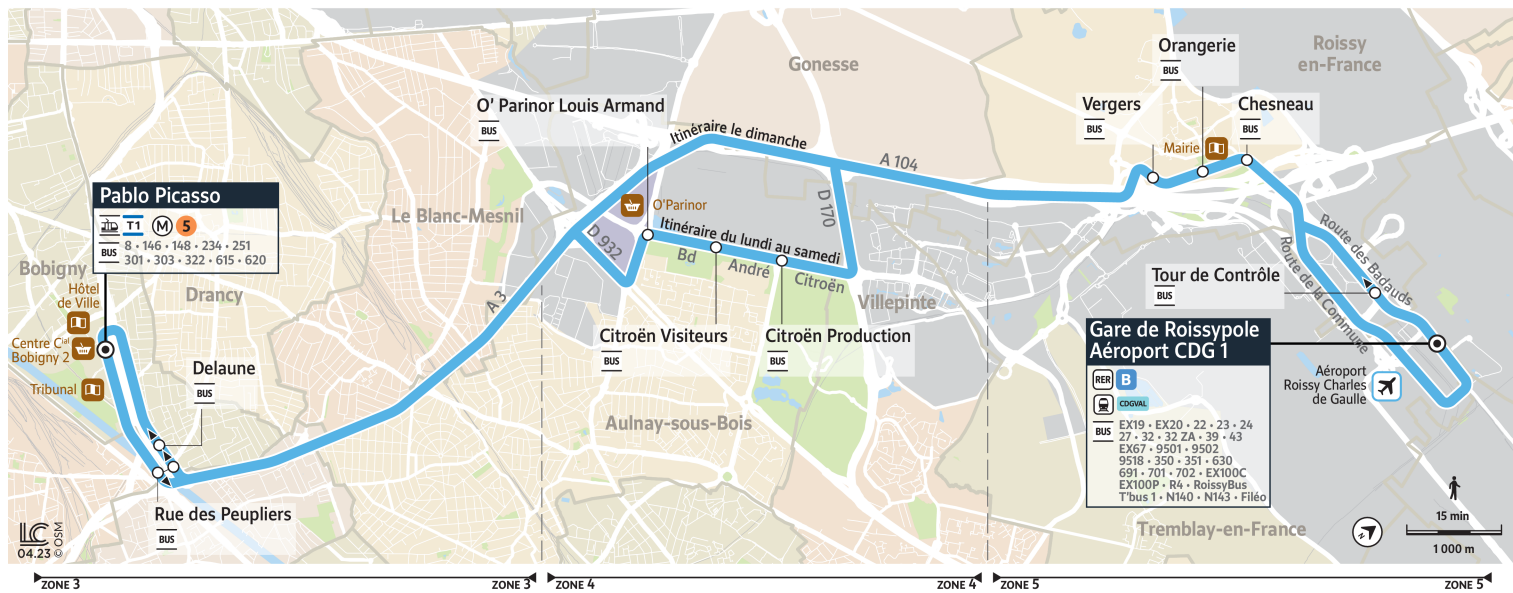 Orangerie
BUS
Roissy
en-France
Gonesse
O' Parinor Louis Armand
BUS
Vergers
BUS
Chesneau
BUS
Itinéraire le dimanche
Mairie
A 104
Pablo Picasso
T1 M 5
BUS
8 • 146 • 148 • 234 • 251
301 • 303 • 322 • 615 • 620
Le Blanc-Mesnil
O'Parinor
D 170
D 932
Itinéraire du lundi au samedi
Bd André Citroën
Route des Badauds
Route de la Commune
Bobigny
Hôtel
de Ville
Drancy
A 3
Villepinte
Tour de Contrôle
BUS
Centre Cial
Bobigny 2
Citroën Visiteurs
BUS
Citroën Production
BUS
Gare de Roissypole
Aéroport CDG 1
RER B
CDGVAL
BUS
EX19 • EX20 • 22 • 23 • 24
27 • 32 • 32 ZA • 39 • 43
EX67 • 9501 • 9502
9518 • 350 • 351 • 630
691 • 701 • 702 • EX100C
EX100P • R4 • RoissyBus
T'bus 1 • N140 • N143 • Filéo
Tribunal
Delaune
BUS
Aéroport
Roissy Charles
de Gaulle
Aulnay-sous-Bois
Rue des Peupliers
BUS
Tremblay-en-France
LC
04.23
© OSM
N
15 min
1 000 m
ZONE 3
ZONE 3
ZONE 4
ZONE 4
ZONE 5
ZONE 5